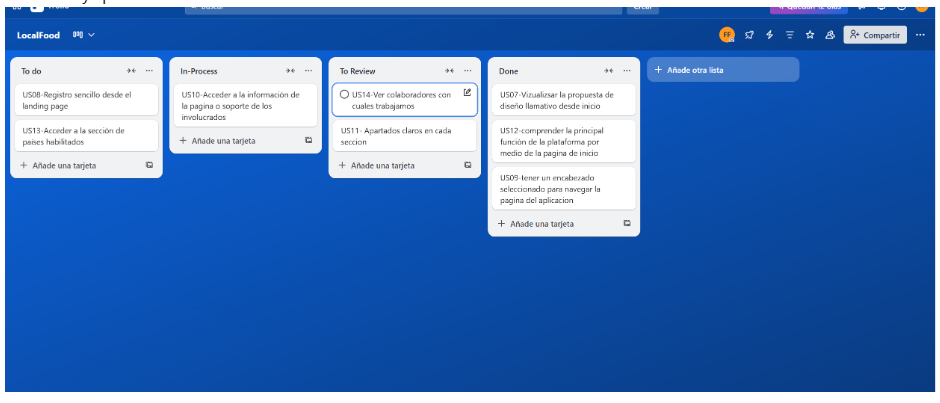 Crear
LocalFood
FF
Compartir
To do
US08-Registro sencillo desde el
landing page
US13-Acceder a la sección de
paises habilitados
+ Añade una tarjeta
In-Process
US10-Acceder a la información de
la pagina o soporte de los
involucrados
+ Añade una tarjeta
To Review
US14-Ver colaboradores con
cuales trabajamos
US11- Apartados claros en cada
seccion
+ Añade una tarjeta
Done
US07-Vizualizsar la propuesta de
diseño llamativo desde inicio
US12-comprender la principal
función de la plataforma por
medio de la pagina de inicio
US09-tener un encabezado
seleccionado para navegar la
pagina del aplicacion
+ Añade una tarjeta
+ Añade otra lista